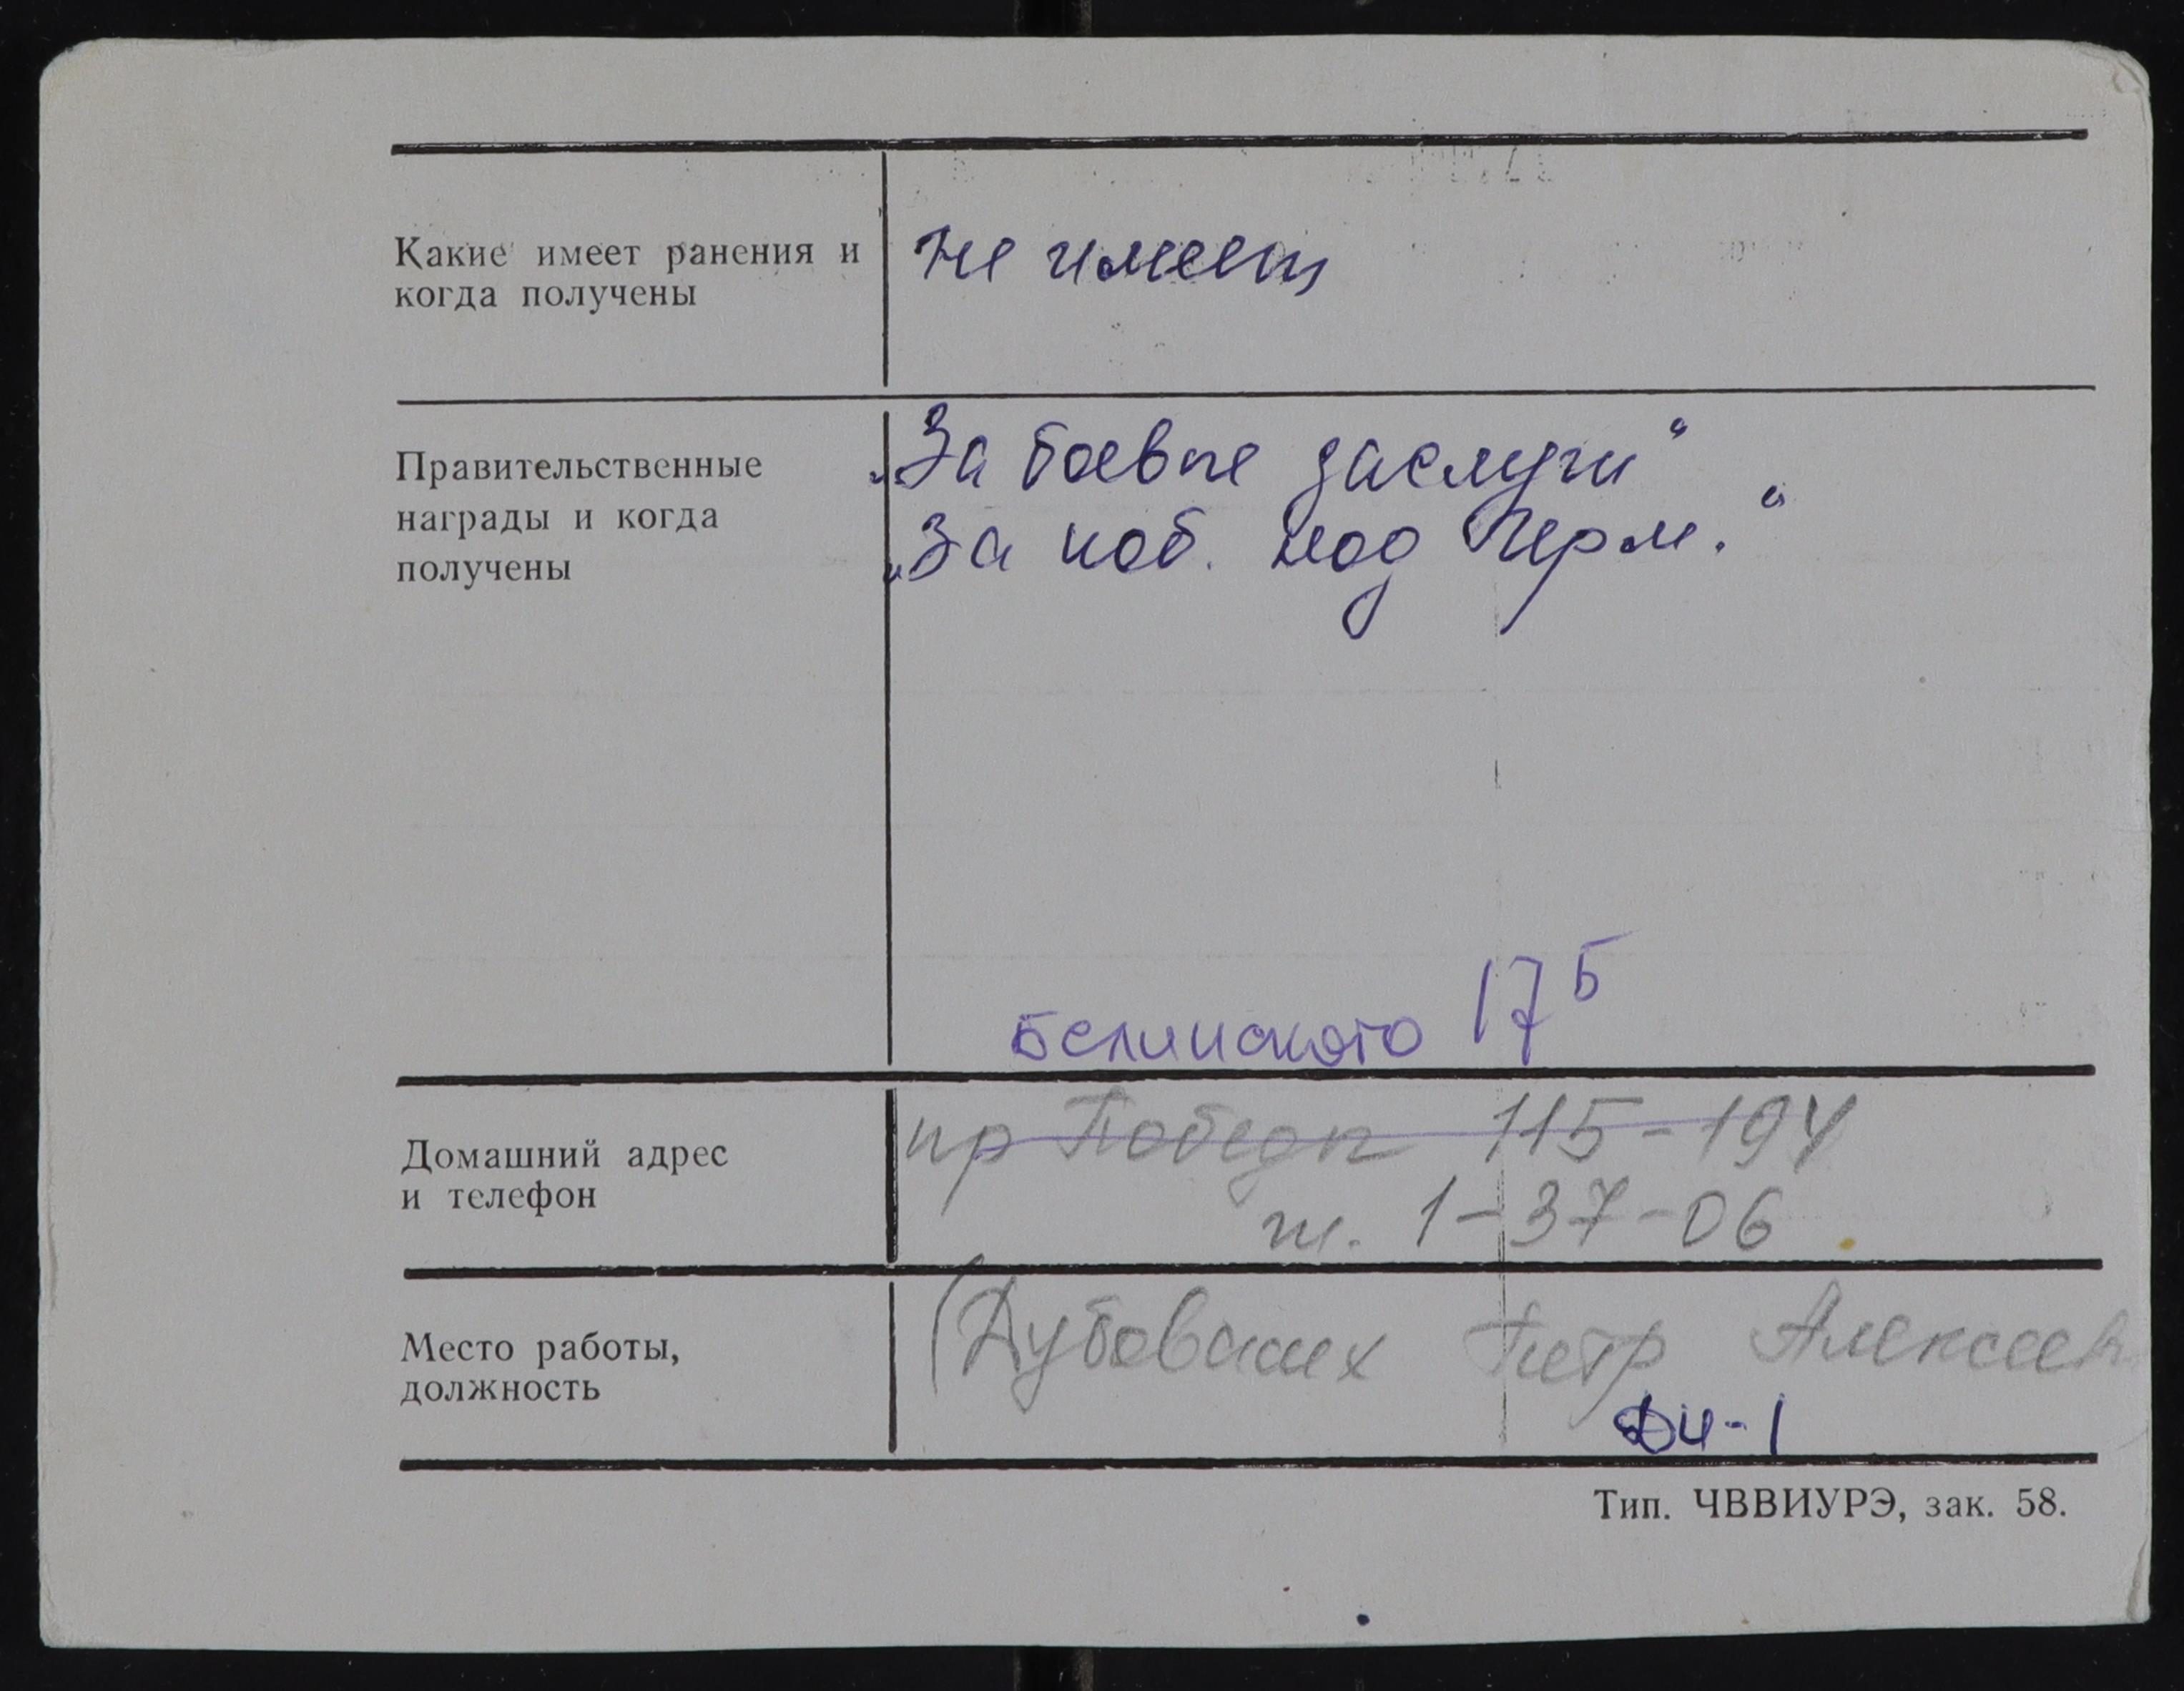 Какие имеет ранения и
когда получены
не имеет
Правительственные
награды и когда
получены
„За боевые заслуги“
„За поб. над Герм.“
Белинского 17Б
Домашний адрес
и телефон
пр Победы 115-194
т. 1-37-06
Место работы,
должность
(Дубовских Петр Алексеев
ДИ-1
Тип. ЧВВИУРЭ, зак. 58.